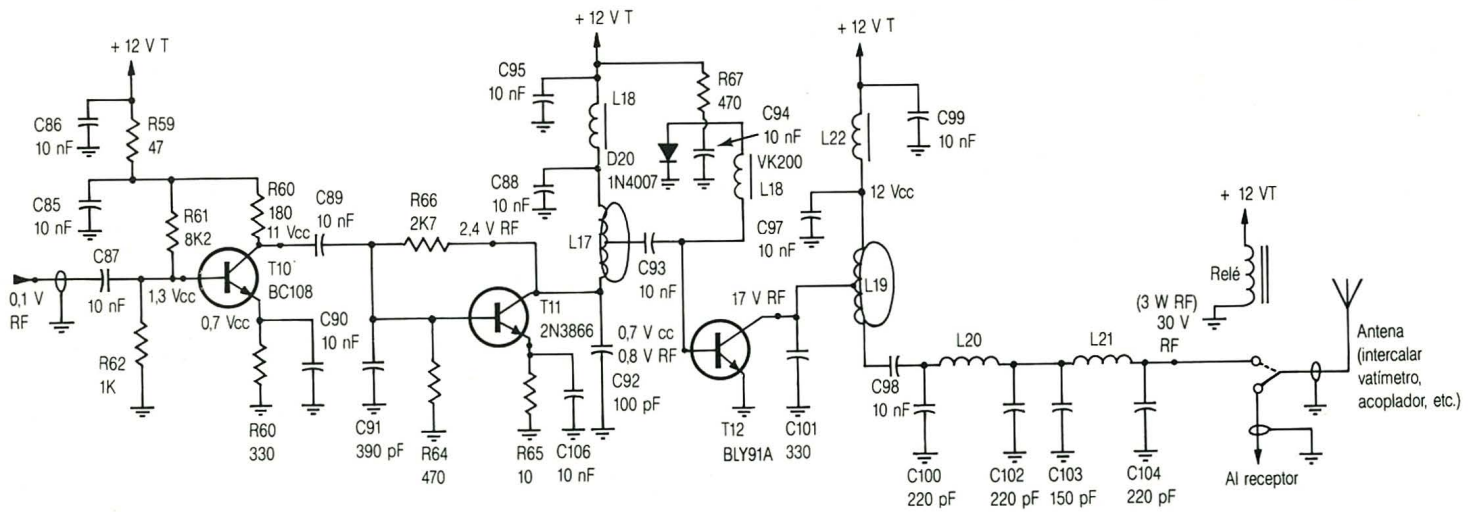 + 12 V T
C86
10 nF
R59
47
C85
10 nF
R61
8K2
R60
180
11 Vcc
C89
10 nF
C87
10 nF
0,1 V
RF
1,3 Vcc
T10
BC108
0,7 Vcc
R62
1K
R60
330
C90
10 nF
R66
2K7
2,4 V RF
C91
390 pF
R64
470
T11
2N3866
R65
10
C106
10 nF
+ 12 V T
C95
10 nF
L18
D20
1N4007
C88
10 nF
L17
R67
470
C94
10 nF
VK200
L18
C93
10 nF
0,7 V cc
0,8 V RF
C92
100 pF
17 V RF
T12
BLY91A
C101
330
+ 12 V T
L22
C99
10 nF
12 Vcc
C97
10 nF
L19
C98
10 nF
L20
L21
C100
220 pF
C102
220 pF
C103
150 pF
C104
220 pF
(3 W RF)
30 V
RF
+ 12 VT
Relé
Antena
(intercalar
vatímetro,
acoplador, etc.)
Al receptor